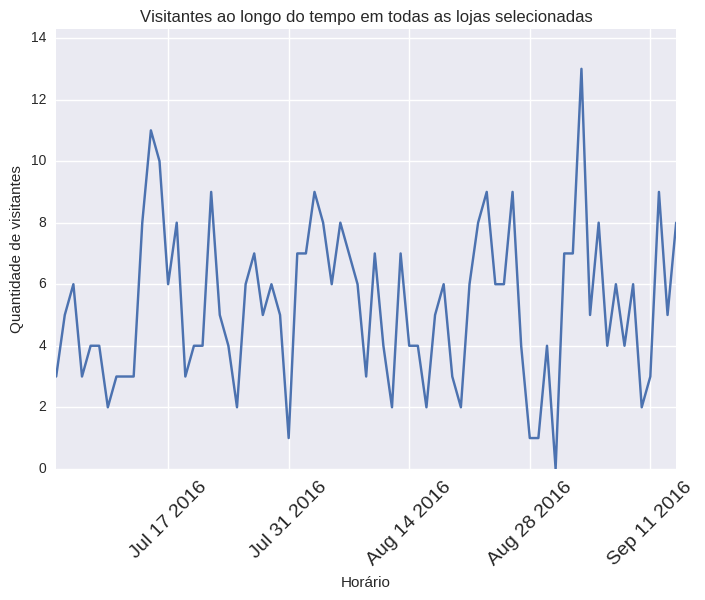 Visitantes ao longo do tempo em todas as lojas selecionadas
Quantidade de visitantes
14
12
10
8
6
4
2
0
Jul 17 2016
Jul 31 2016
Aug 14 2016
Aug 28 2016
Sep 11 2016
Horário